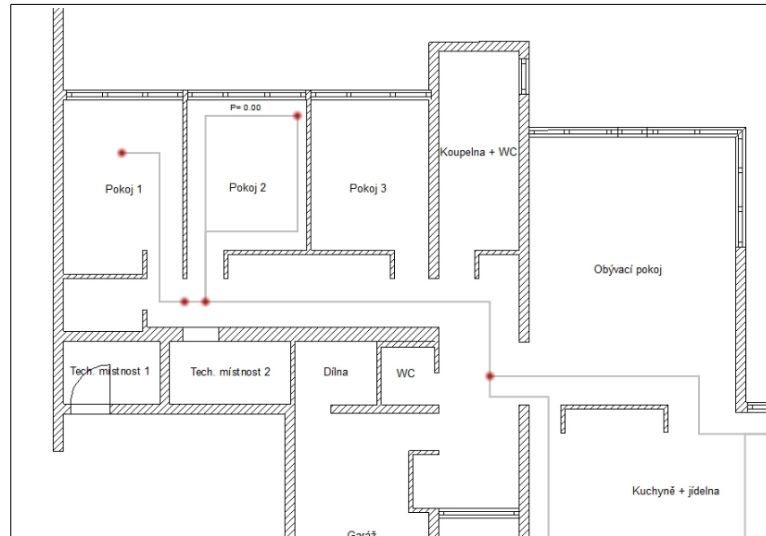 P= 0.00
Koupelna + WC
Pokoj 1
Pokoj 2
Pokoj 3
Obývací pokoj
Tech. místnost 1
Tech. místnost 2
Dílna
WC
Kuchyně + jídelna
Garáž